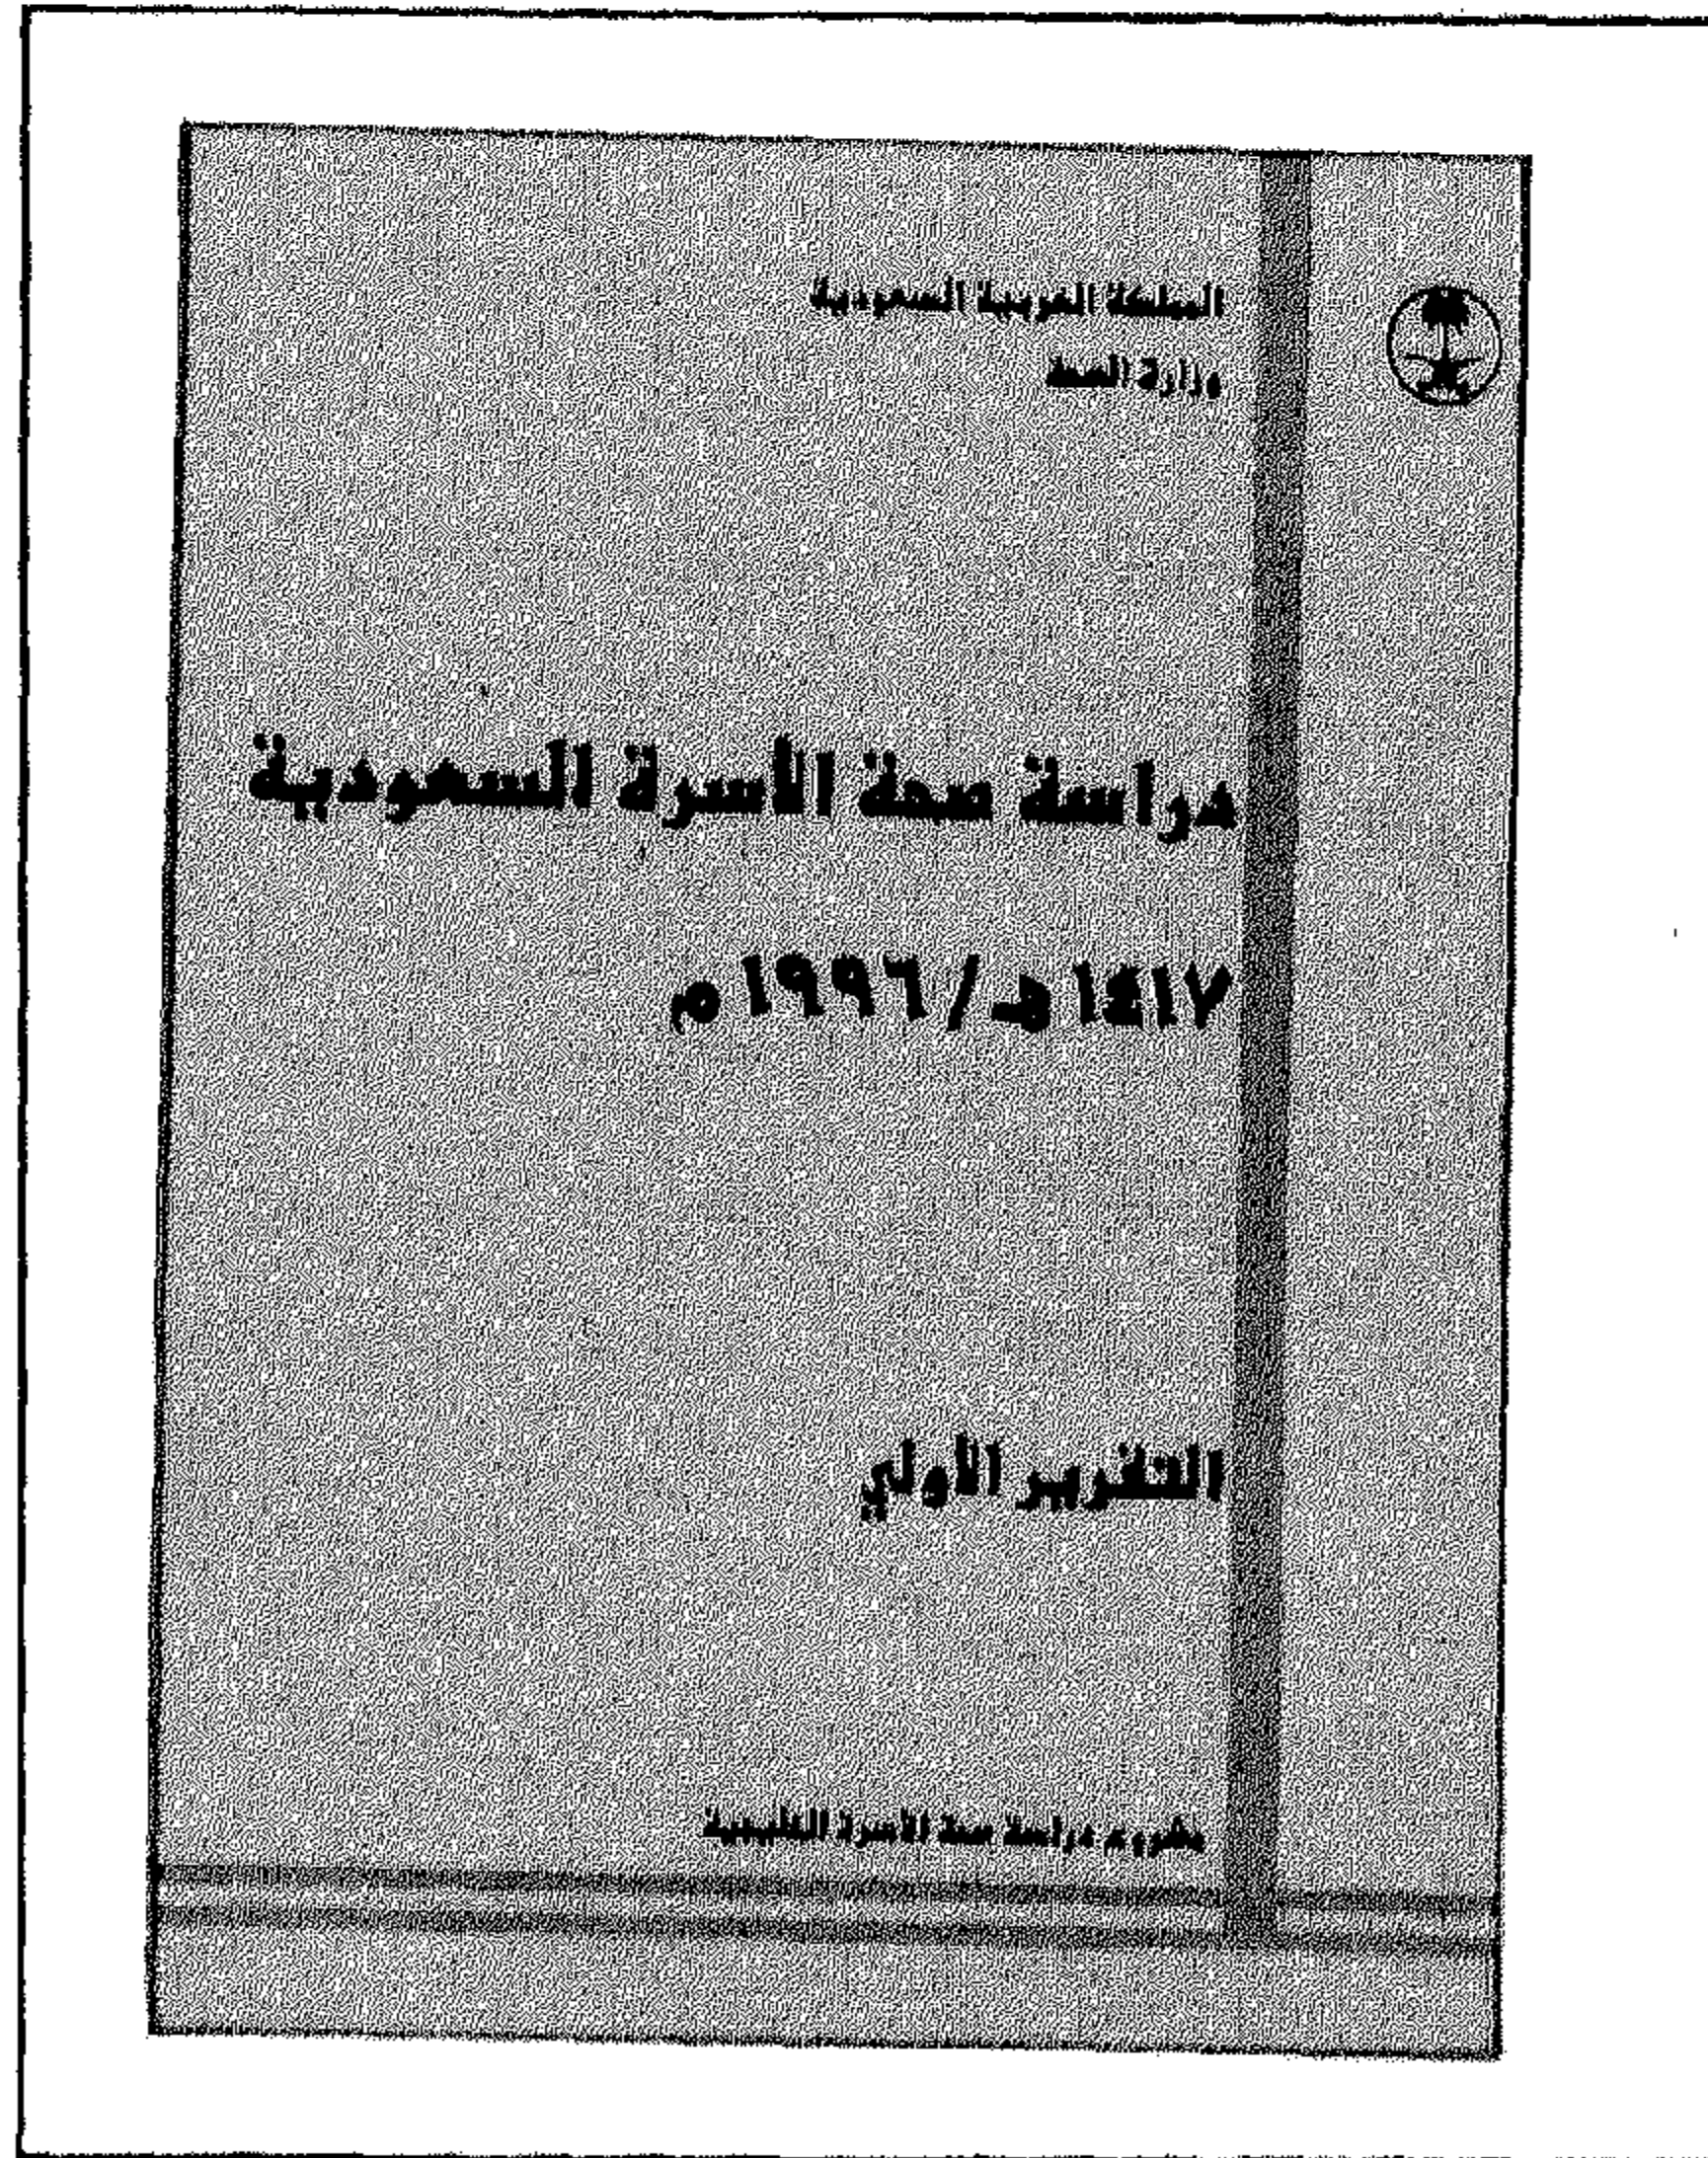 المملكة العربية السعودية
وزارة الصحة
دراسة صحة الأسرة السعودية
١٤١٧هـ / ١٩٩٦م
التقرير الأولي
مشروع دراسة صحة الأسرة الخليجية